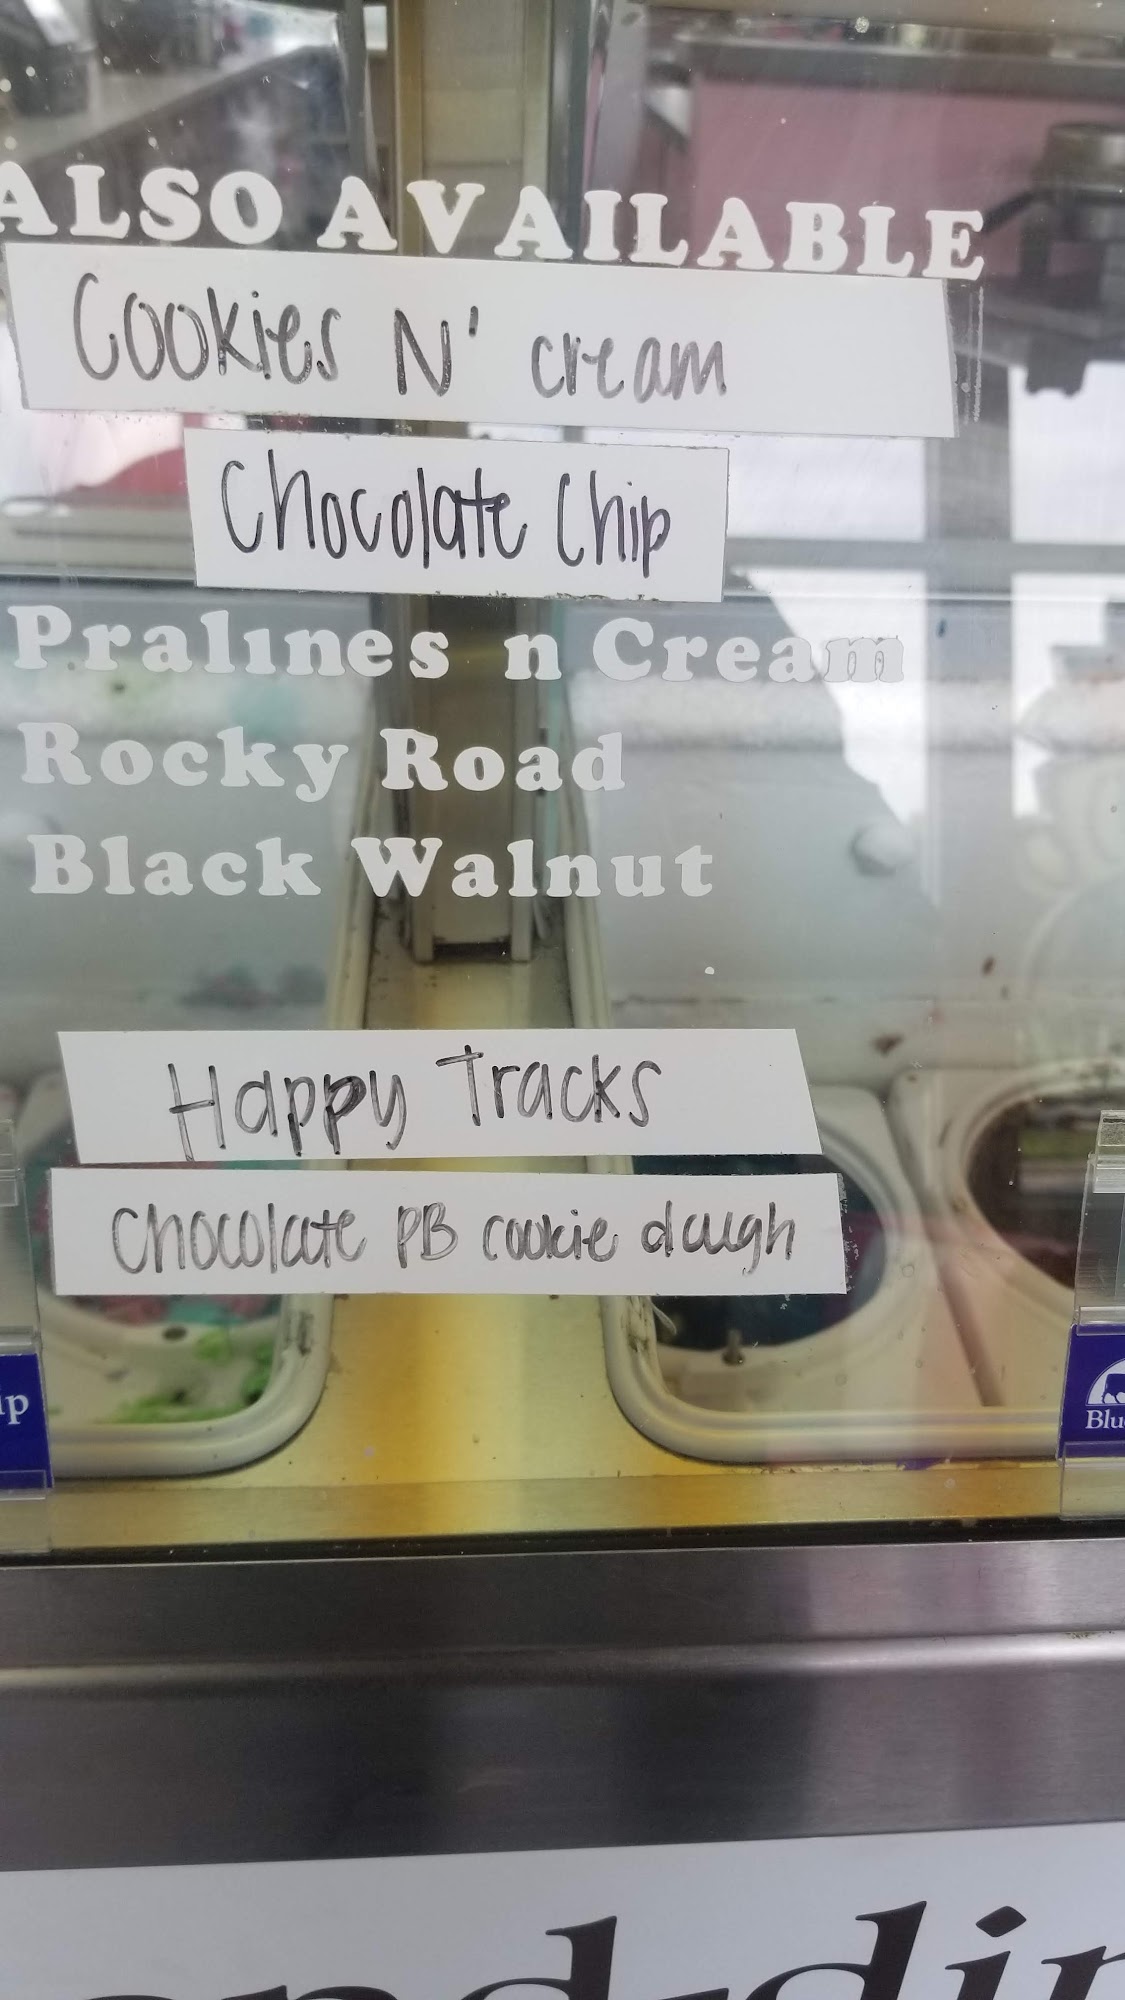 ALSO AVAILABLE
Cookies N' cream
Chocolate Chip
Pralines n Cream
Rocky Road
Black Walnut
Happy Tracks
Chocolate PB cookie dough